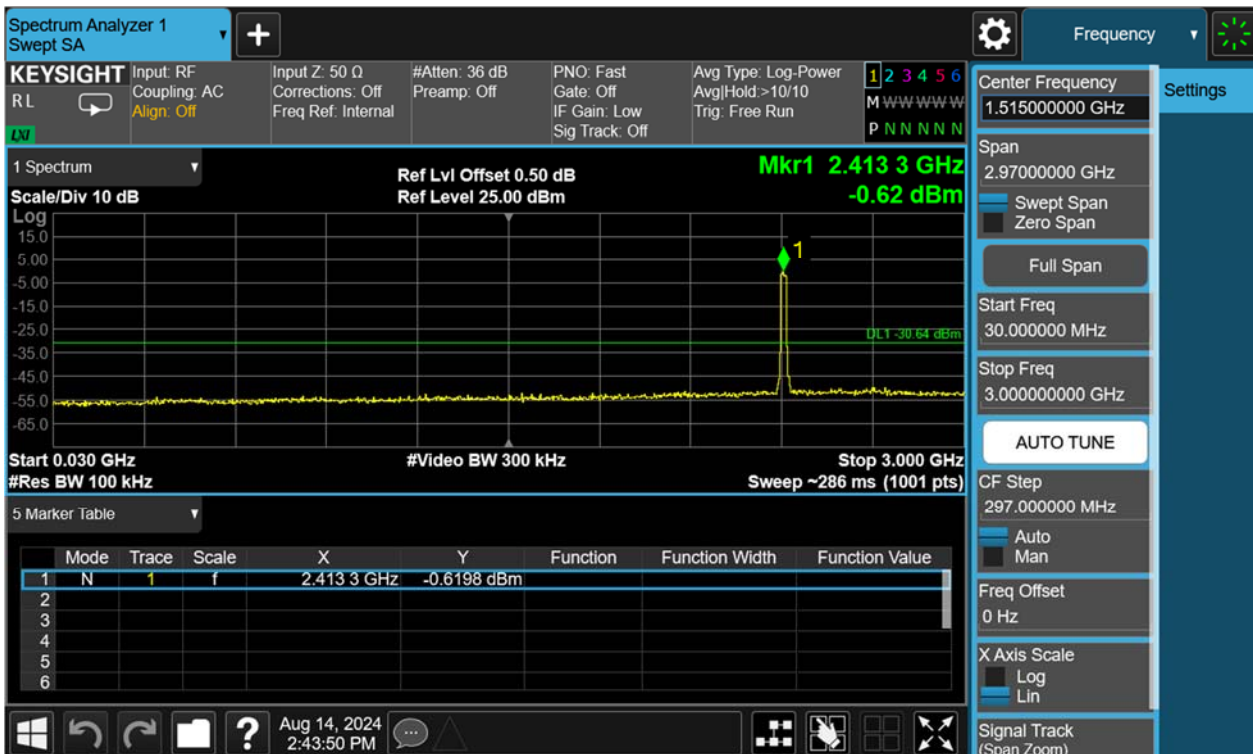 Spectrum Analyzer 1
Swept SA
+
Frequency
KEYSIGHT
RL
LXI
Input: RF
Coupling: AC
Align: Off
Input Z: 50 Ω
Corrections: Off
Freq Ref: Internal
#Atten: 36 dB
Preamp: Off
PNO: Fast
Gate: Off
IF Gain: Low
Sig Track: Off
Avg Type: Log-Power
Avg|Hold:>10/10
Trig: Free Run
1 2 3 4 5 6
M W W W W W
P N N N N N
1 Spectrum
Scale/Div 10 dB
Ref Lvl Offset 0.50 dB
Ref Level 25.00 dBm
Mkr1 2.413 3 GHz
-0.62 dBm
Log
15.0
5.00
-5.00
-15.0
-25.0
-35.0
-45.0
-55.0
-65.0
1
DL1 -30.64 dBm
Start 0.030 GHz
#Res BW 100 kHz
#Video BW 300 kHz
Stop 3.000 GHz
Sweep ~286 ms (1001 pts)
5 Marker Table
Mode Trace Scale X Y Function Function Width Function Value
1 N 1 f 2.413 3 GHz -0.6198 dBm
2
3
4
5
6
?
Aug 14, 2024
2:43:50 PM
Center Frequency
1.515000000 GHz
Settings
Span
2.97000000 GHz
Swept Span
Zero Span
Full Span
Start Freq
30.000000 MHz
Stop Freq
3.000000000 GHz
AUTO TUNE
CF Step
297.000000 MHz
Auto
Man
Freq Offset
0 Hz
X Axis Scale
Log
Lin
Signal Track
(Span Zoom)